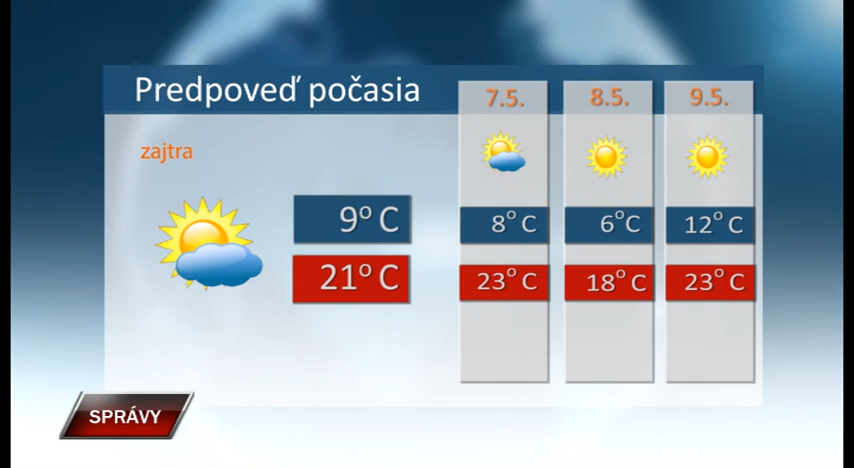 Predpoveď počasia
7.5.
8.5.
9.5.
zajtra
9° C
8° C
6°C
12° C
21° C
23° C
18° C
23° C
SPRÁVY